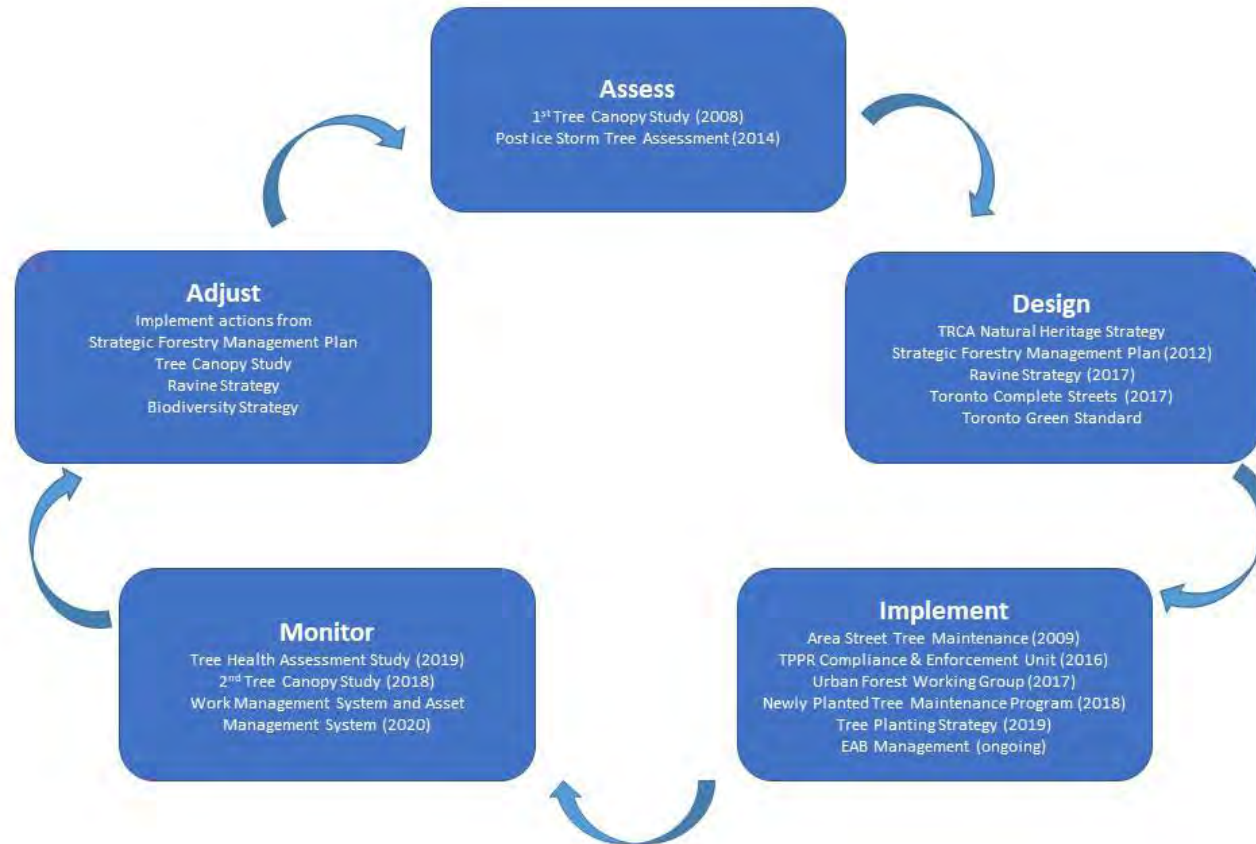 Assess
1st Tree Canopy Study (2008)
Post Ice Storm Tree Assessment (2014)
Design
TRCA Natural Heritage Strategy
Strategic Forestry Management Plan (2012)
Ravine Strategy (2017)
Toronto Complete Streets (2017)
Toronto Green Standard
Implement
Area Street Tree Maintenance (2009)
TPPR Compliance & Enforcement Unit (2016)
Urban Forest Working Group (2017)
Newly Planted Tree Maintenance Program (2018)
Tree Planting Strategy (2019)
EAB Management (ongoing)
Monitor
Tree Health Assessment Study (2019)
2nd Tree Canopy Study (2018)
Work Management System and Asset
Management System (2020)
Adjust
Implement actions from
Strategic Forestry Management Plan
Tree Canopy Study
Ravine Strategy
Biodiversity Strategy